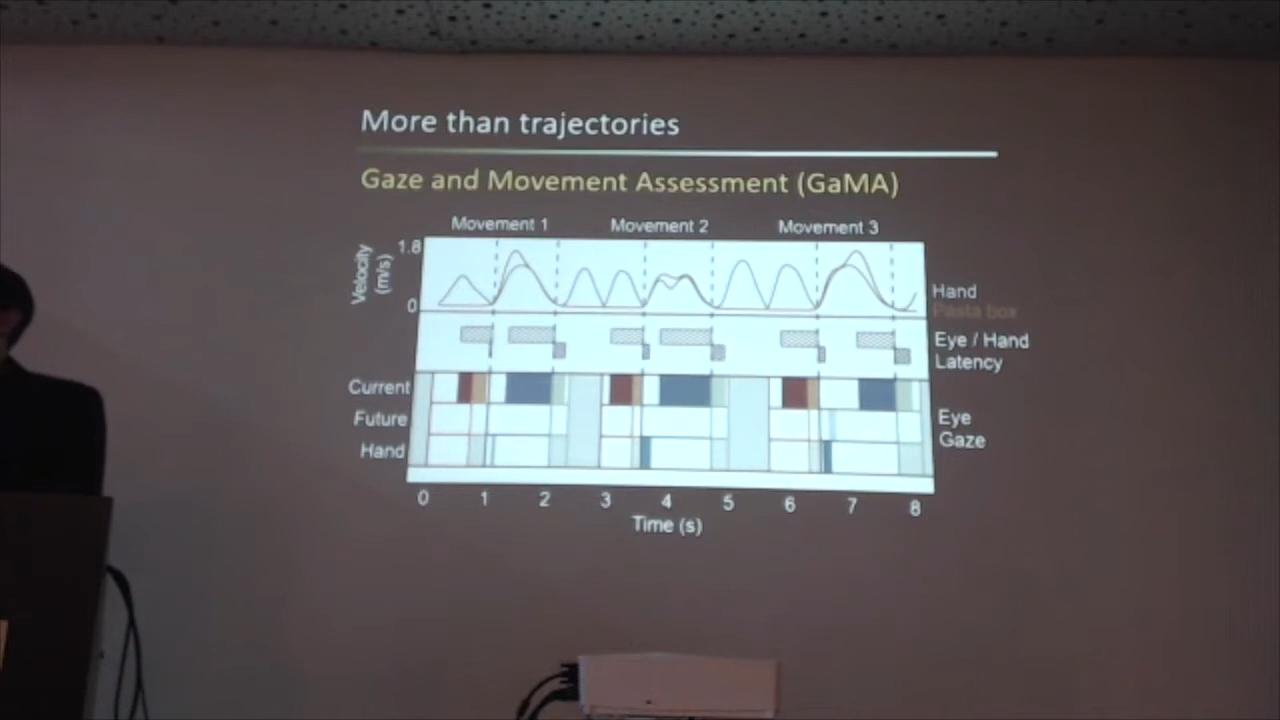 More than trajectories
Gaze and Movement Assessment (GaMA)
Movement 1 Movement 2 Movement 3
Velocity (m/s)
1.8
0
Hand
Pasta box
Eye / Hand
Latency
Current
Future
Hand
Eye
Gaze
0 1 2 3 4 5 6 7 8
Time (s)